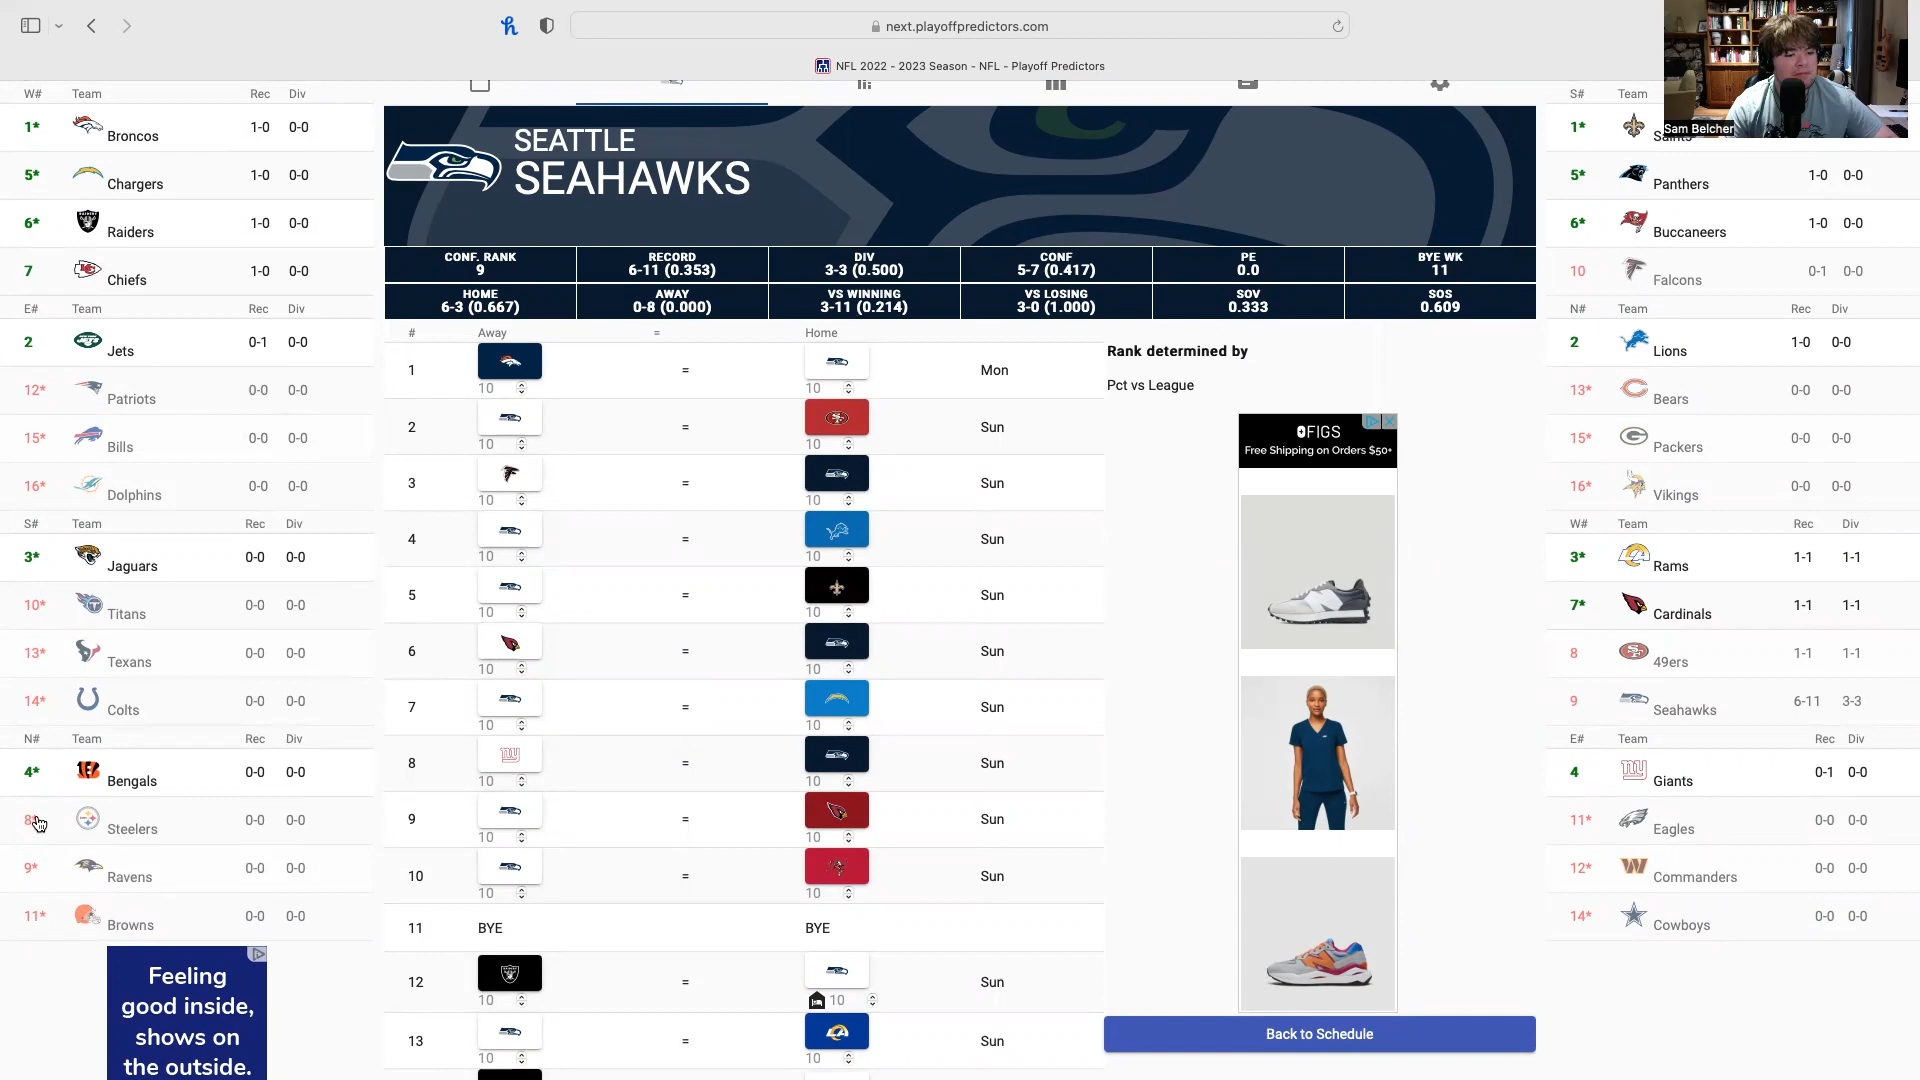 next.playoffpredictors.com
NFL 2022 - 2023 Season - NFL - Playoff Predictors
Sam Belcher
W# Team Rec Div
1* Broncos 1-0 0-0
5* Chargers 1-0 0-0
6* Raiders 1-0 0-0
7 Chiefs 1-0 0-0
E# Team Rec Div
2 Jets 0-1 0-0
12* Patriots 0-0 0-0
15* Bills 0-0 0-0
16* Dolphins 0-0 0-0
S# Team Rec Div
3* Jaguars 0-0 0-0
10* Titans 0-0 0-0
13* Texans 0-0 0-0
14* Colts 0-0 0-0
N# Team Rec Div
4* Bengals 0-0 0-0
8 Steelers 0-0 0-0
9* Ravens 0-0 0-0
11* Browns 0-0 0-0
Feeling
good inside,
shows on
the outside.
SEATTLE
SEAHAWKS
CONF. RANK RECORD DIV CONF PE BYE WK
9 6-11 (0.353) 3-3 (0.500) 5-7 (0.417) 0.0 11
HOME AWAY VS WINNING VS LOSING SOV SOS
6-3 (0.667) 0-8 (0.000) 3-11 (0.214) 3-0 (1.000) 0.333 0.609
# Away = Home
1 = Mon
10 10
2 = Sun
10 10
3 = Sun
10 10
4 = Sun
10 10
5 = Sun
10 10
6 = Sun
10 10
7 = Sun
10 10
8 ny = Sun
10 10
9 = Sun
10 10
10 = Sun
10 10
11 BYE BYE
12 = Sun
10 10
13 = Sun
10 10
Rank determined by
Pct vs League
FIGS
Free Shipping on Orders $50+
Back to Schedule
S# Team
1* Saints
5* Panthers 1-0 0-0
6* Buccaneers 1-0 0-0
10 Falcons 0-1 0-0
N# Team Rec Div
2 Lions 1-0 0-0
13* Bears 0-0 0-0
15* Packers 0-0 0-0
16* Vikings 0-0 0-0
W# Team Rec Div
3* Rams 1-1 1-1
7* Cardinals 1-1 1-1
8 49ers 1-1 1-1
9 Seahawks 6-11 3-3
E# Team Rec Div
4 ny Giants 0-1 0-0
11* Eagles 0-0 0-0
12* Commanders 0-0 0-0
14* Cowboys 0-0 0-0